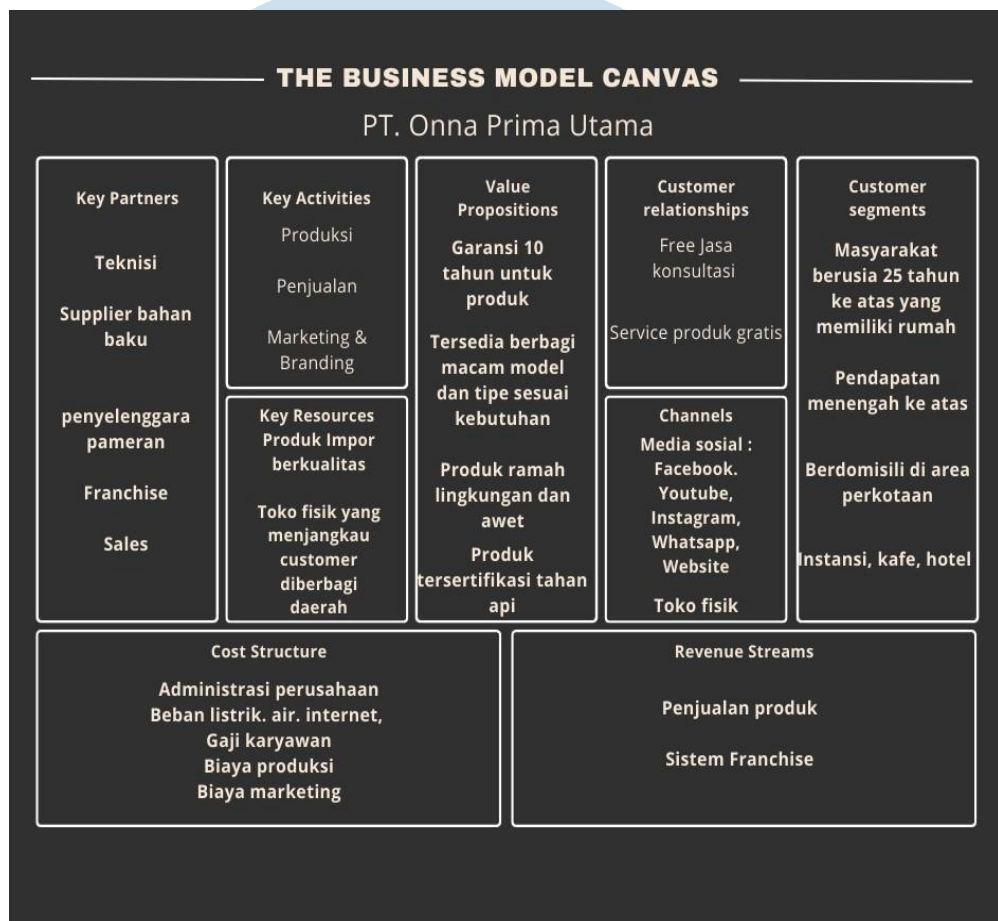 THE BUSINESS MODEL CANVAS
PT. Onna Prima Utama
Key Partners
Teknisi
Supplier bahan
baku
penyelenggara
pameran
Franchise
Sales
Key Activities
Produksi
Penjualan
Marketing &
Branding
Key Resources
Produk Impor
berkualitas
Toko fisik yang
menjangkau
customer
diberbagi
daerah
Value
Propositions
Garansi 10
tahun untuk
produk
Tersedia berbagi
macam model
dan tipe sesuai
kebutuhan
Produk ramah
lingkungan dan
awet
Produk
tersertifikasi tahan
api
Customer
relationships
Free Jasa
konsultasi
Service produk gratis
Channels
Media sosial :
Facebook.
Youtube,
Instagram,
Whatsapp,
Website
Toko fisik
Customer
segments
Masyarakat
berusia 25 tahun
ke atas yang
memiliki rumah
Pendapatan
menengah ke atas
Berdomisili di area
perkotaan
Instansi, kafe, hotel
Cost Structure
Administrasi perusahaan
Beban listrik. air. internet,
Gaji karyawan
Biaya produksi
Biaya marketing
Revenue Streams
Penjualan produk
Sistem Franchise